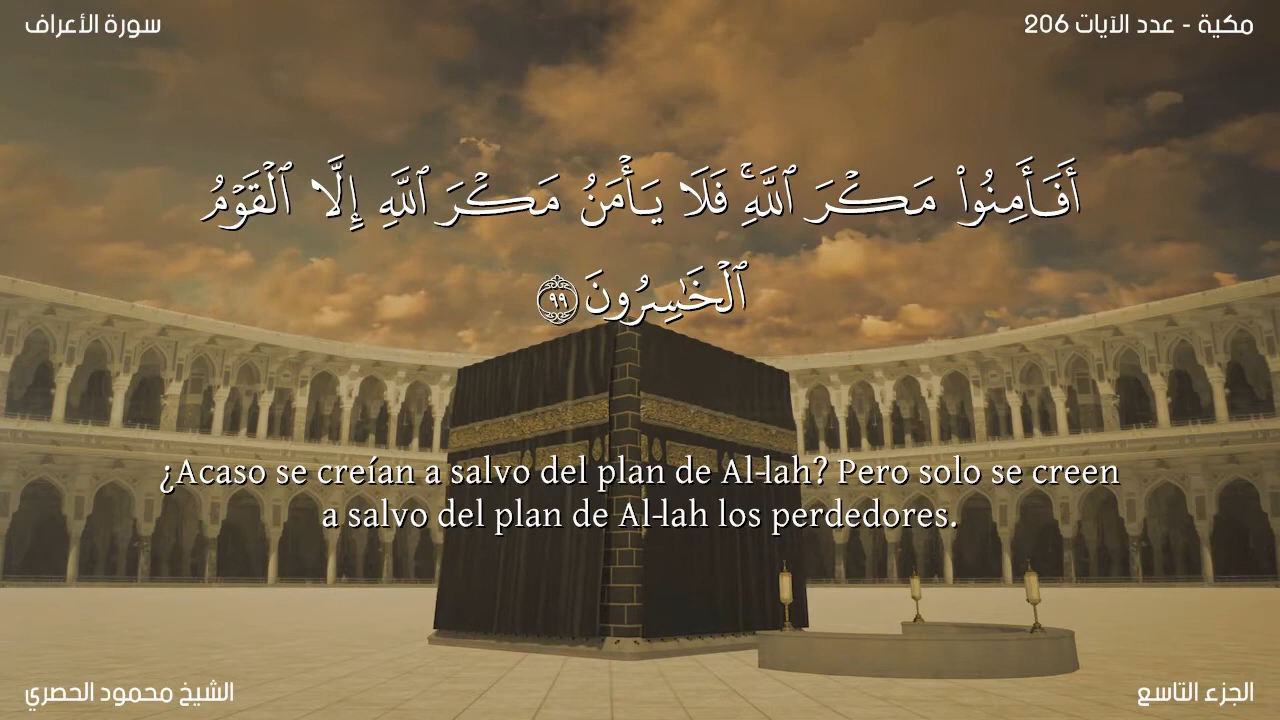 سورة الأعراف
مكية - عدد الآيات 206
أَفَأَمِنُوا۟ مَكْرَ ٱللَّهِ ۚ فَلَا يَأْمَنُ مَكْرَ ٱللَّهِ إِلَّا ٱلْقَوْمُ
ٱلْخَـٰسِرُونَ ٩٩
¿Acaso se creían a salvo del plan de Al-lah? Pero solo se creen
a salvo del plan de Al-lah los perdedores.
الشيخ محمود الحصري
الجزء التاسع